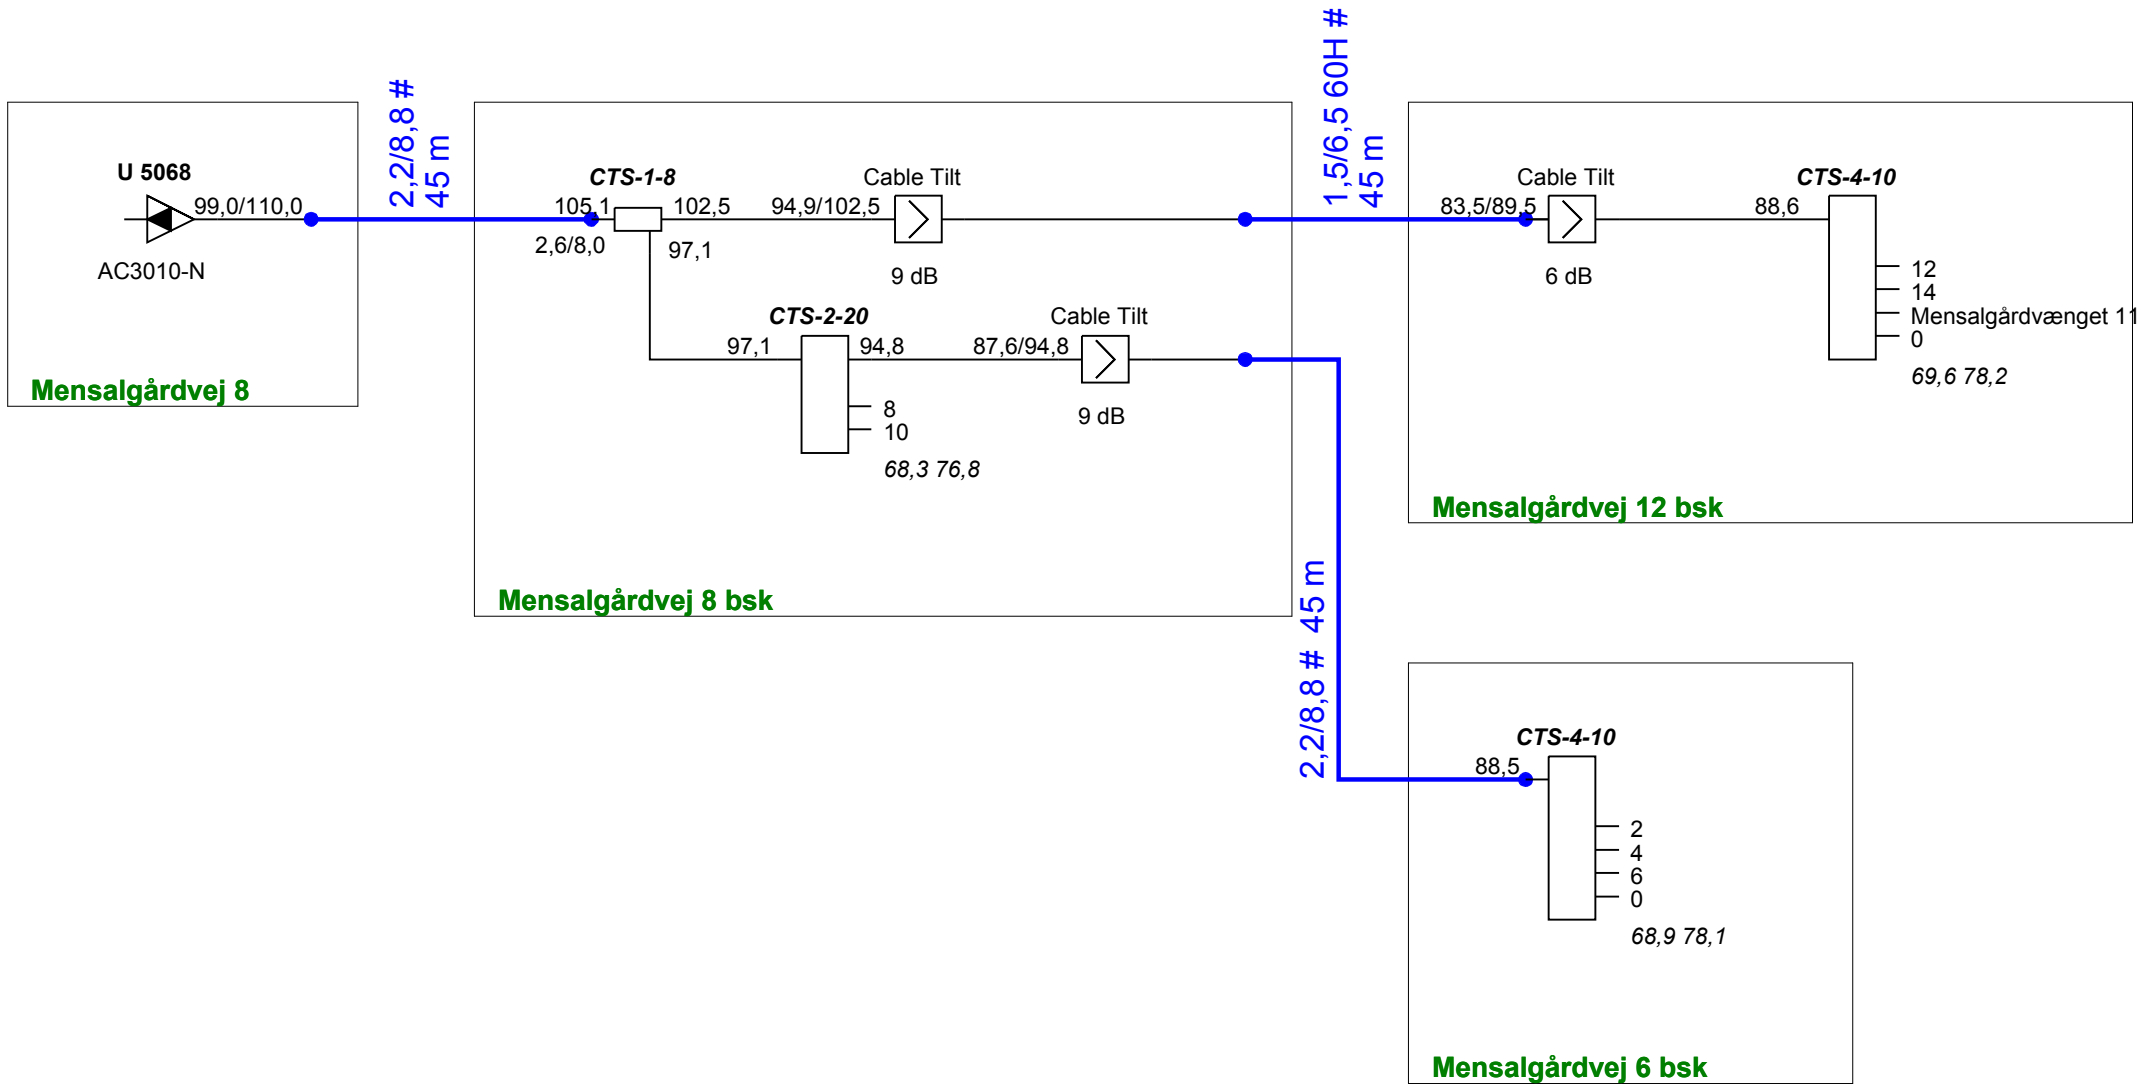 U 5068
99,0/110,0
AC3010-N
Mensalgårdvej 8
2,2/8,8 #
45 m
CTS-1-8
105,1
102,5
2,6/8,0
97,1
94,9/102,5
Cable Tilt
9 dB
CTS-2-20
97,1
94,8
8
10
68,3 76,8
87,6/94,8
Cable Tilt
9 dB
Mensalgårdvej 8 bsk
1,5/6,5 60H #
45 m
Cable Tilt
83,5/89,5
6 dB
88,6
CTS-4-10
12
14
Mensalgårdvænget 11
0
69,6 78,2
Mensalgårdvej 12 bsk
2,2/8,8 # 45 m
CTS-4-10
88,5
2
4
6
0
68,9 78,1
Mensalgårdvej 6 bsk